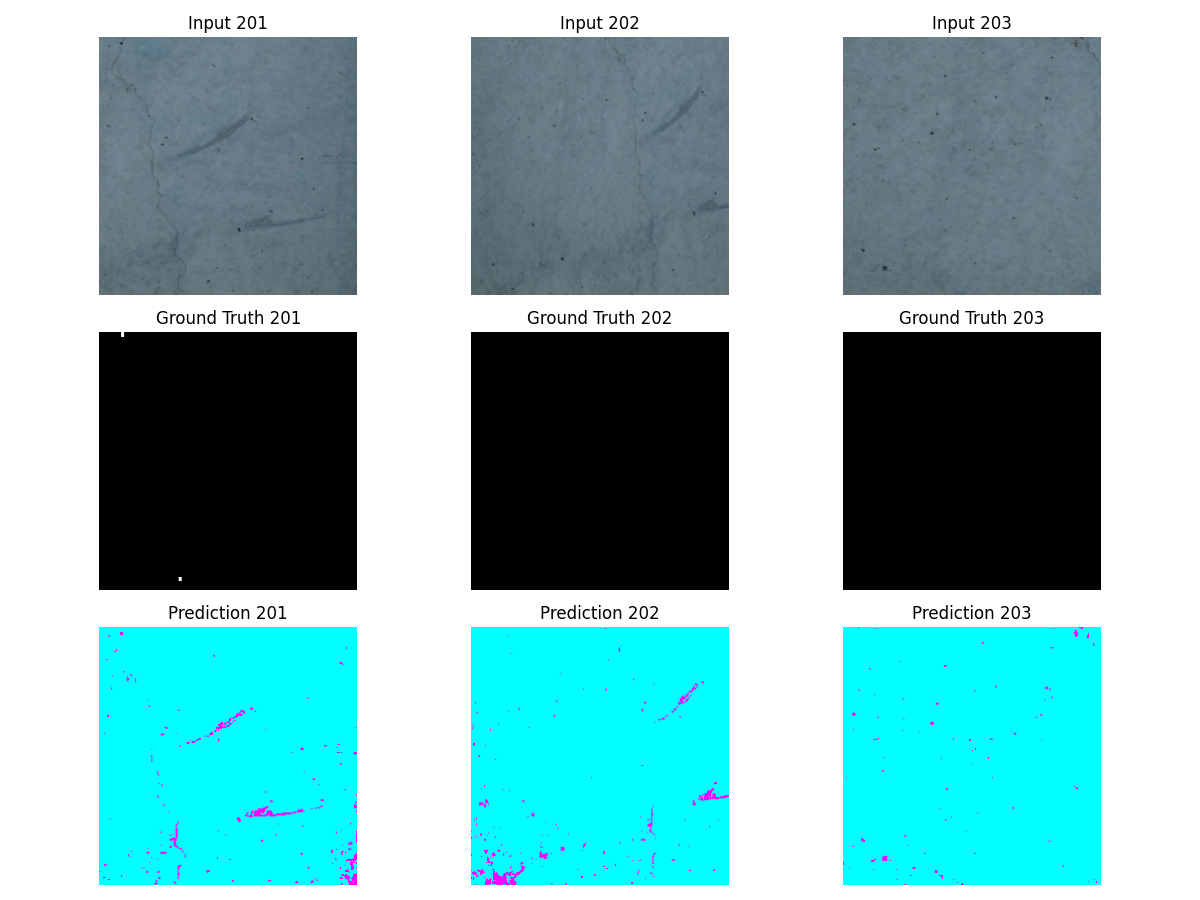 Input 201
Input 202
Input 203
Ground Truth 201
Ground Truth 202
Ground Truth 203
Prediction 201
Prediction 202
Prediction 203